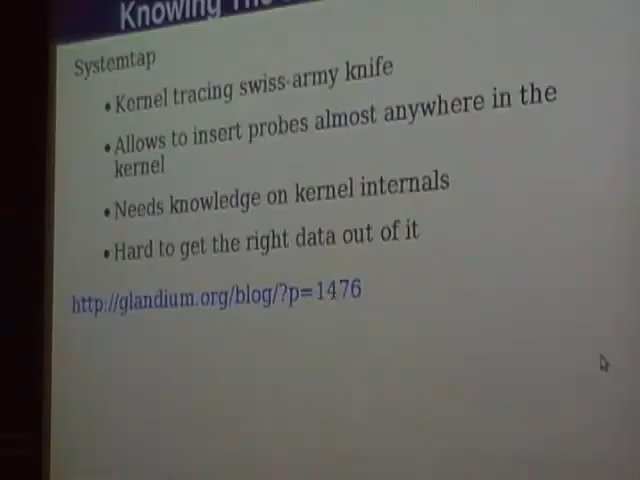 Knowing
Systemtap
• Kernel tracing swiss-army knife
• Allows to insert probes almost anywhere in the
kernel
• Needs knowledge on kernel internals
• Hard to get the right data out of it
http://glandium.org/blog/?p=1476